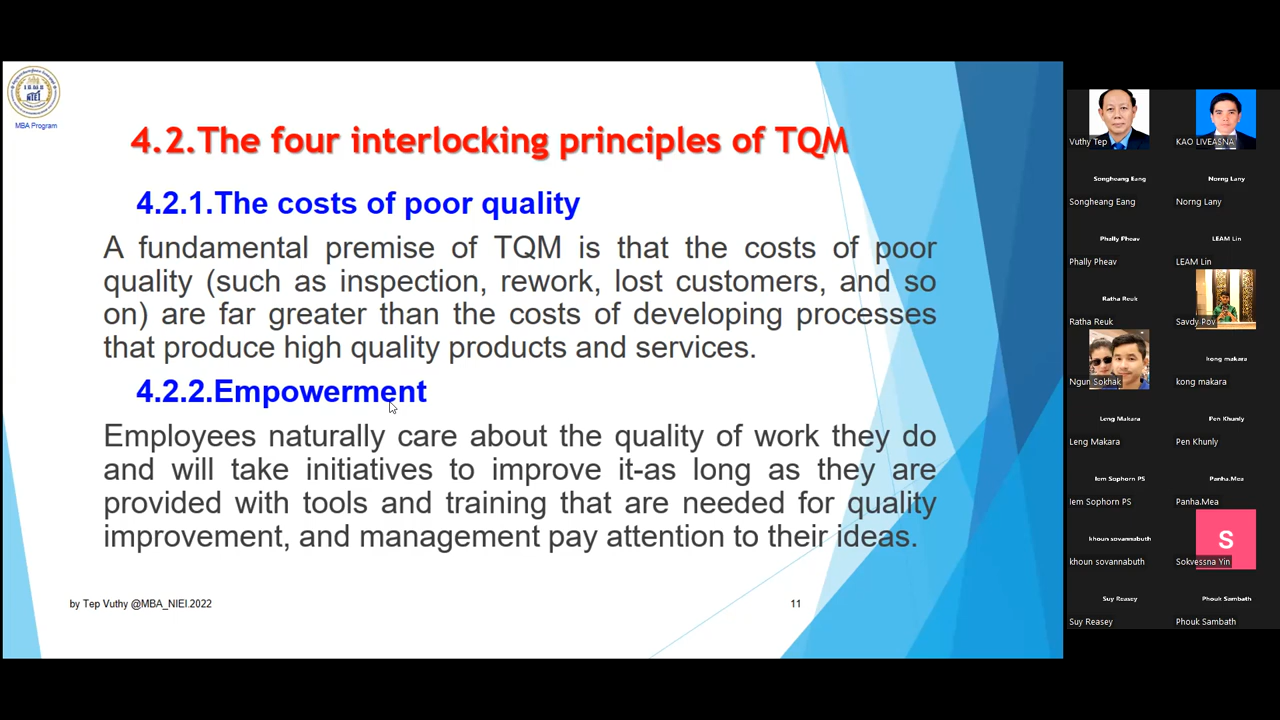 NIEI
MBA Program
4.2.The four interlocking principles of TQM
4.2.1.The costs of poor quality
A fundamental premise of TQM is that the costs of poor
quality (such as inspection, rework, lost customers, and so
on) are far greater than the costs of developing processes
that produce high quality products and services.
4.2.2.Empowerment
Employees naturally care about the quality of work they do
and will take initiatives to improve it-as long as they are
provided with tools and training that are needed for quality
improvement, and management pay attention to their ideas.
by Tep Vuthy @MBA_NIEI.2022
11
Vuthy Tep
KAO LIVEASNA
Songheang Eang
Songheang Eang
Norng Lany
Norng Lany
Phally Pheav
Phally Pheav
LEAM Lin
LEAM Lin
Ratha Reuk
Ratha Reuk
Savdy Pov
Ngun Sokhak
kong makara
kong makara
Leng Makara
Leng Makara
Pen Khunly
Pen Khunly
Iem Sophorn PS
Iem Sophorn PS
Panha.Mea
Panha.Mea
khoun sovannabuth
khoun sovannabuth
S
Sokvessna Yin
Suy Reasey
Suy Reasey
Phouk Sambath
Phouk Sambath